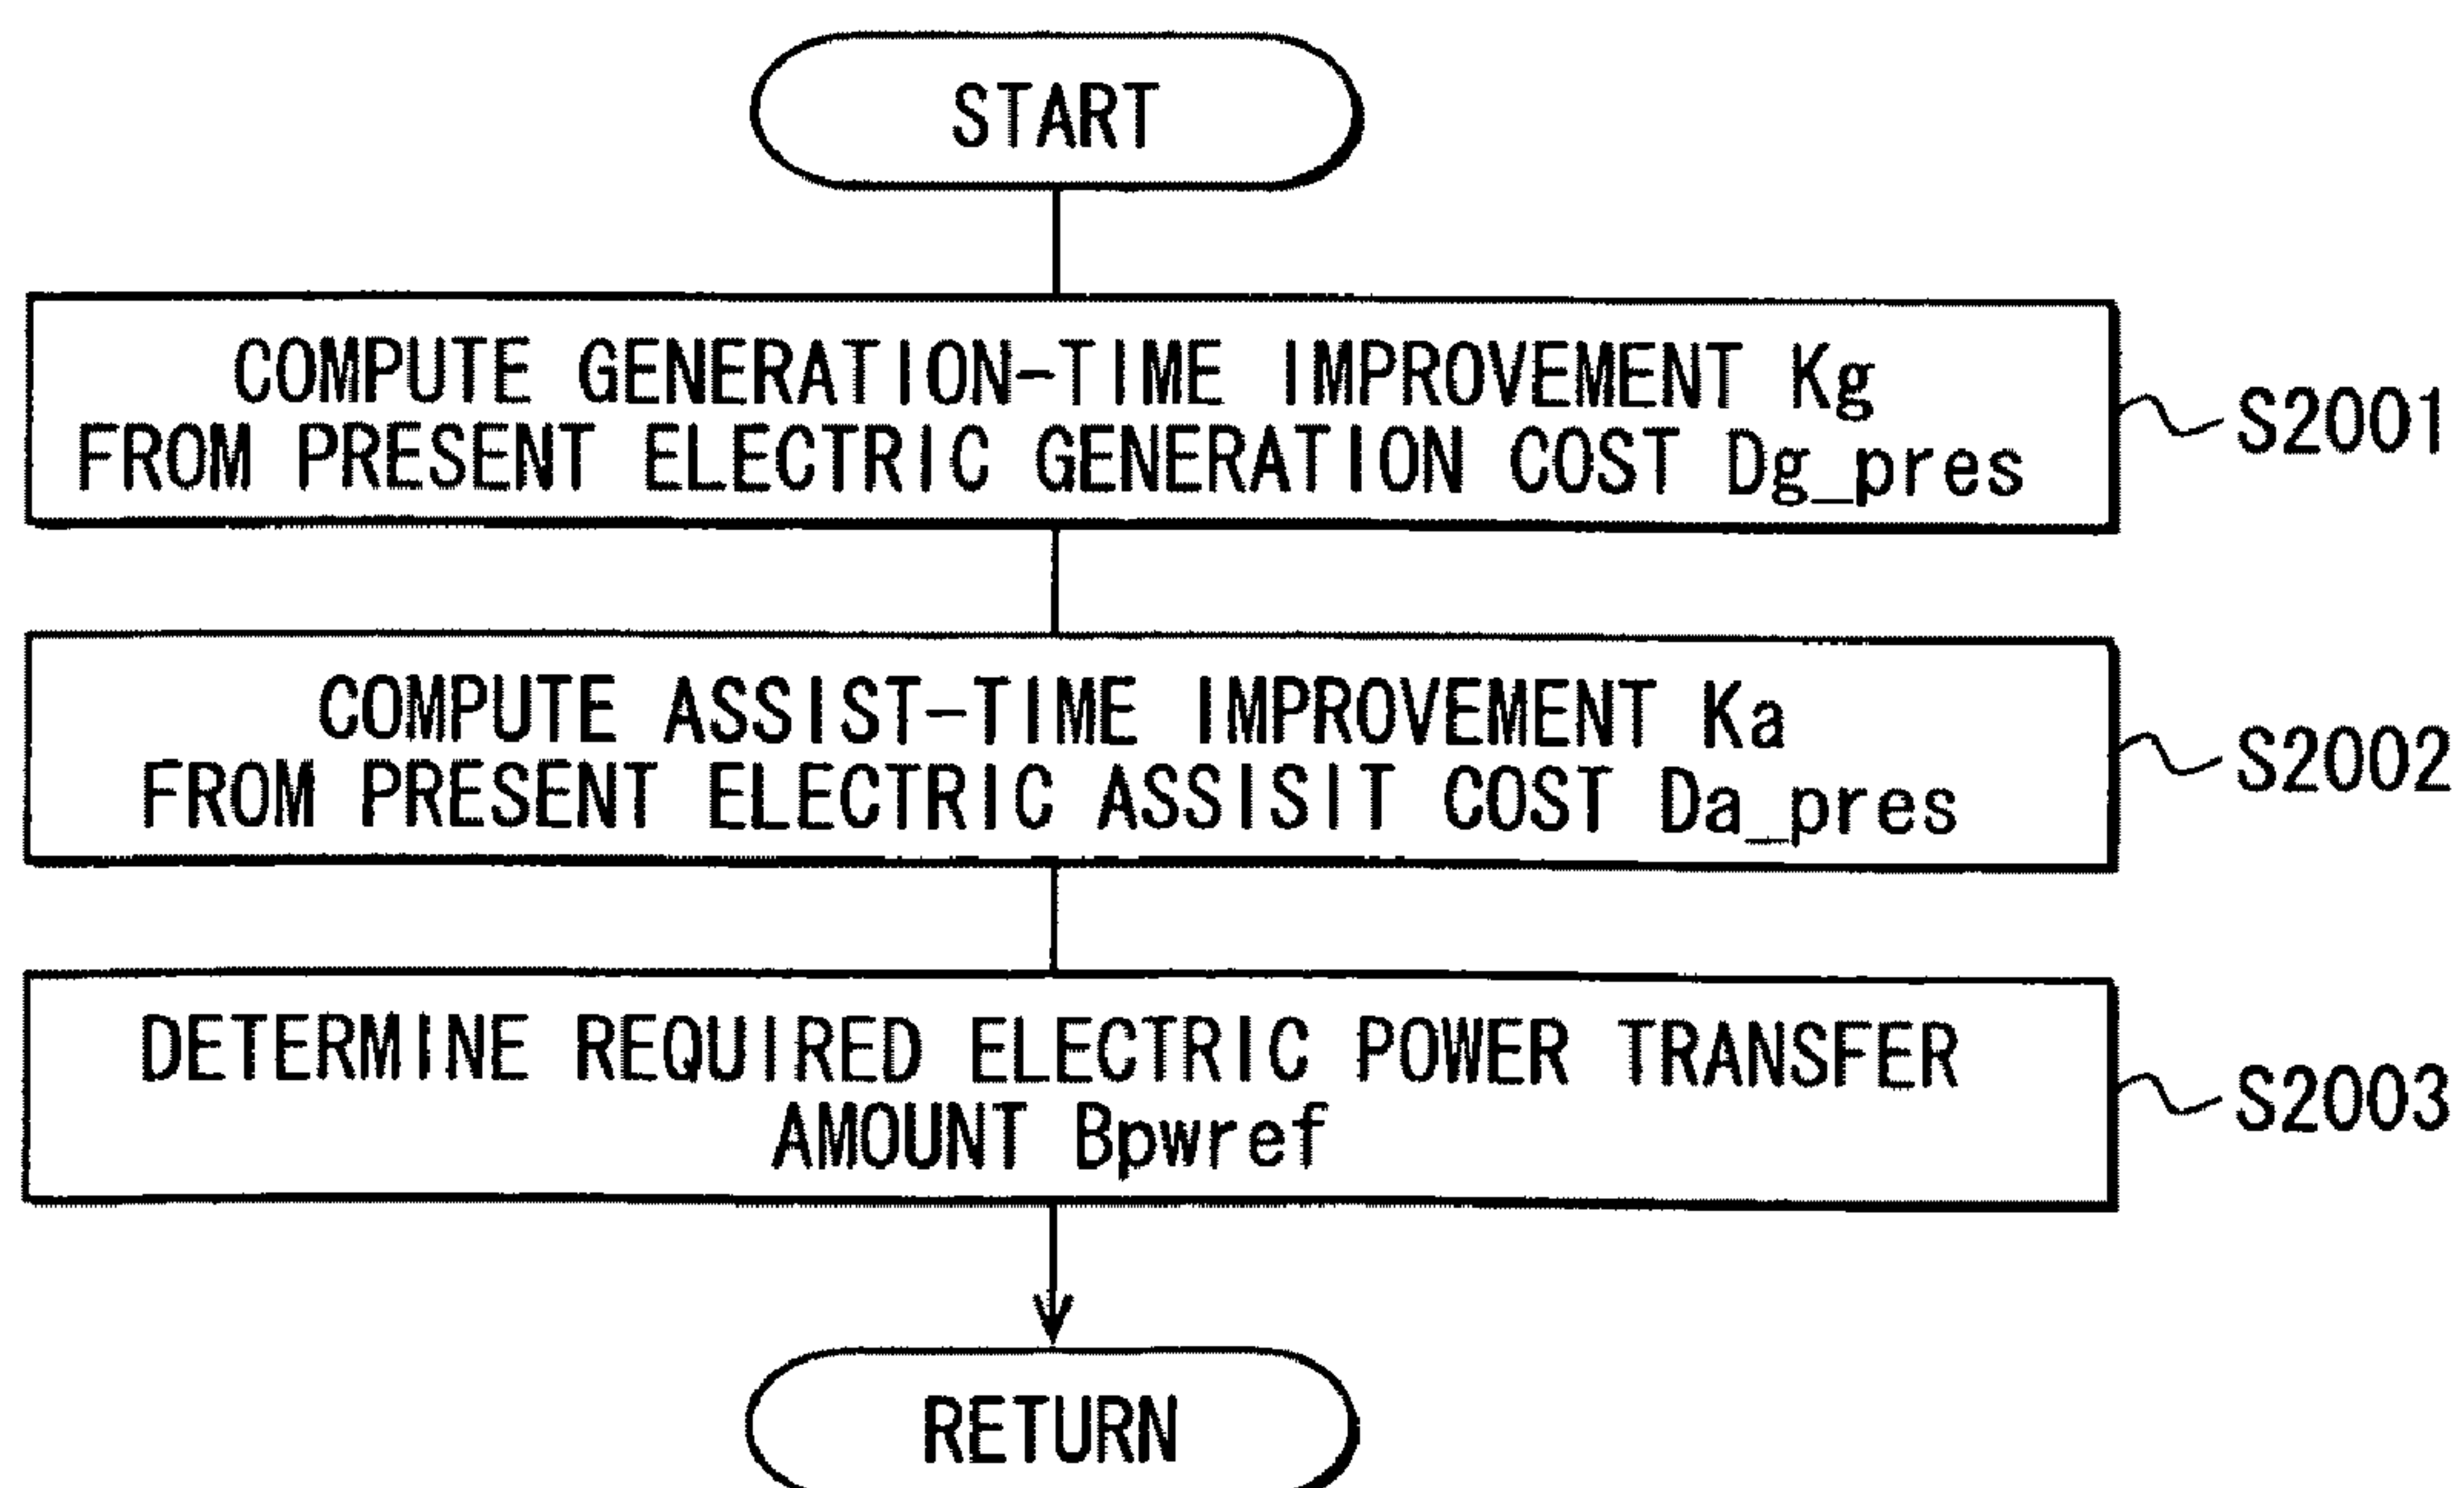 START
COMPUTE GENERATION-TIME IMPROVEMENT Kg
FROM PRESENT ELECTRIC GENERATION COST Dg_pres
S2001
COMPUTE ASSIST-TIME IMPROVEMENT Ka
FROM PRESENT ELECTRIC ASSISIT COST Da_pres
S2002
DETERMINE REQUIRED ELECTRIC POWER TRANSFER
AMOUNT Bpwref
S2003
RETURN